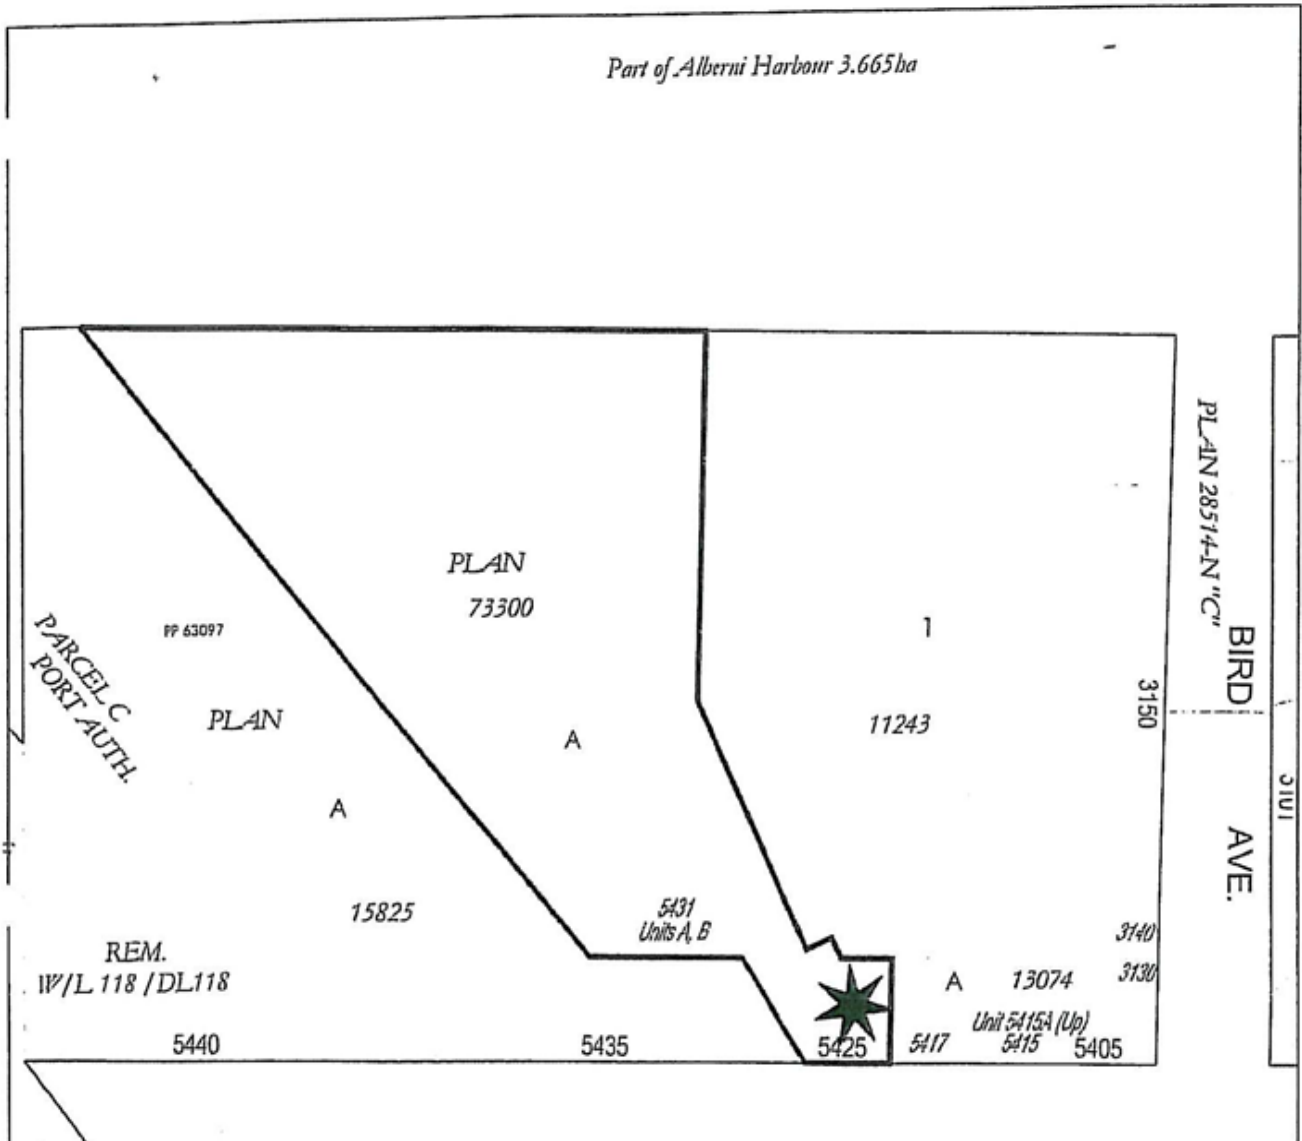 Part of Alberni Harbour 3.665ha
PLAN 28514-N "C"
BIRD AVE.
PLAN
73300
PP 63097
PARCEL C
PORT AUTH.
1
3150
PLAN
11243
A
3101
A
15825
5431
Units A, B
3140
REM.
W/L 118 / DL118
A
13074
3130
Unit 5415A (Up)
5440
5435
5425
5417
5415
5405